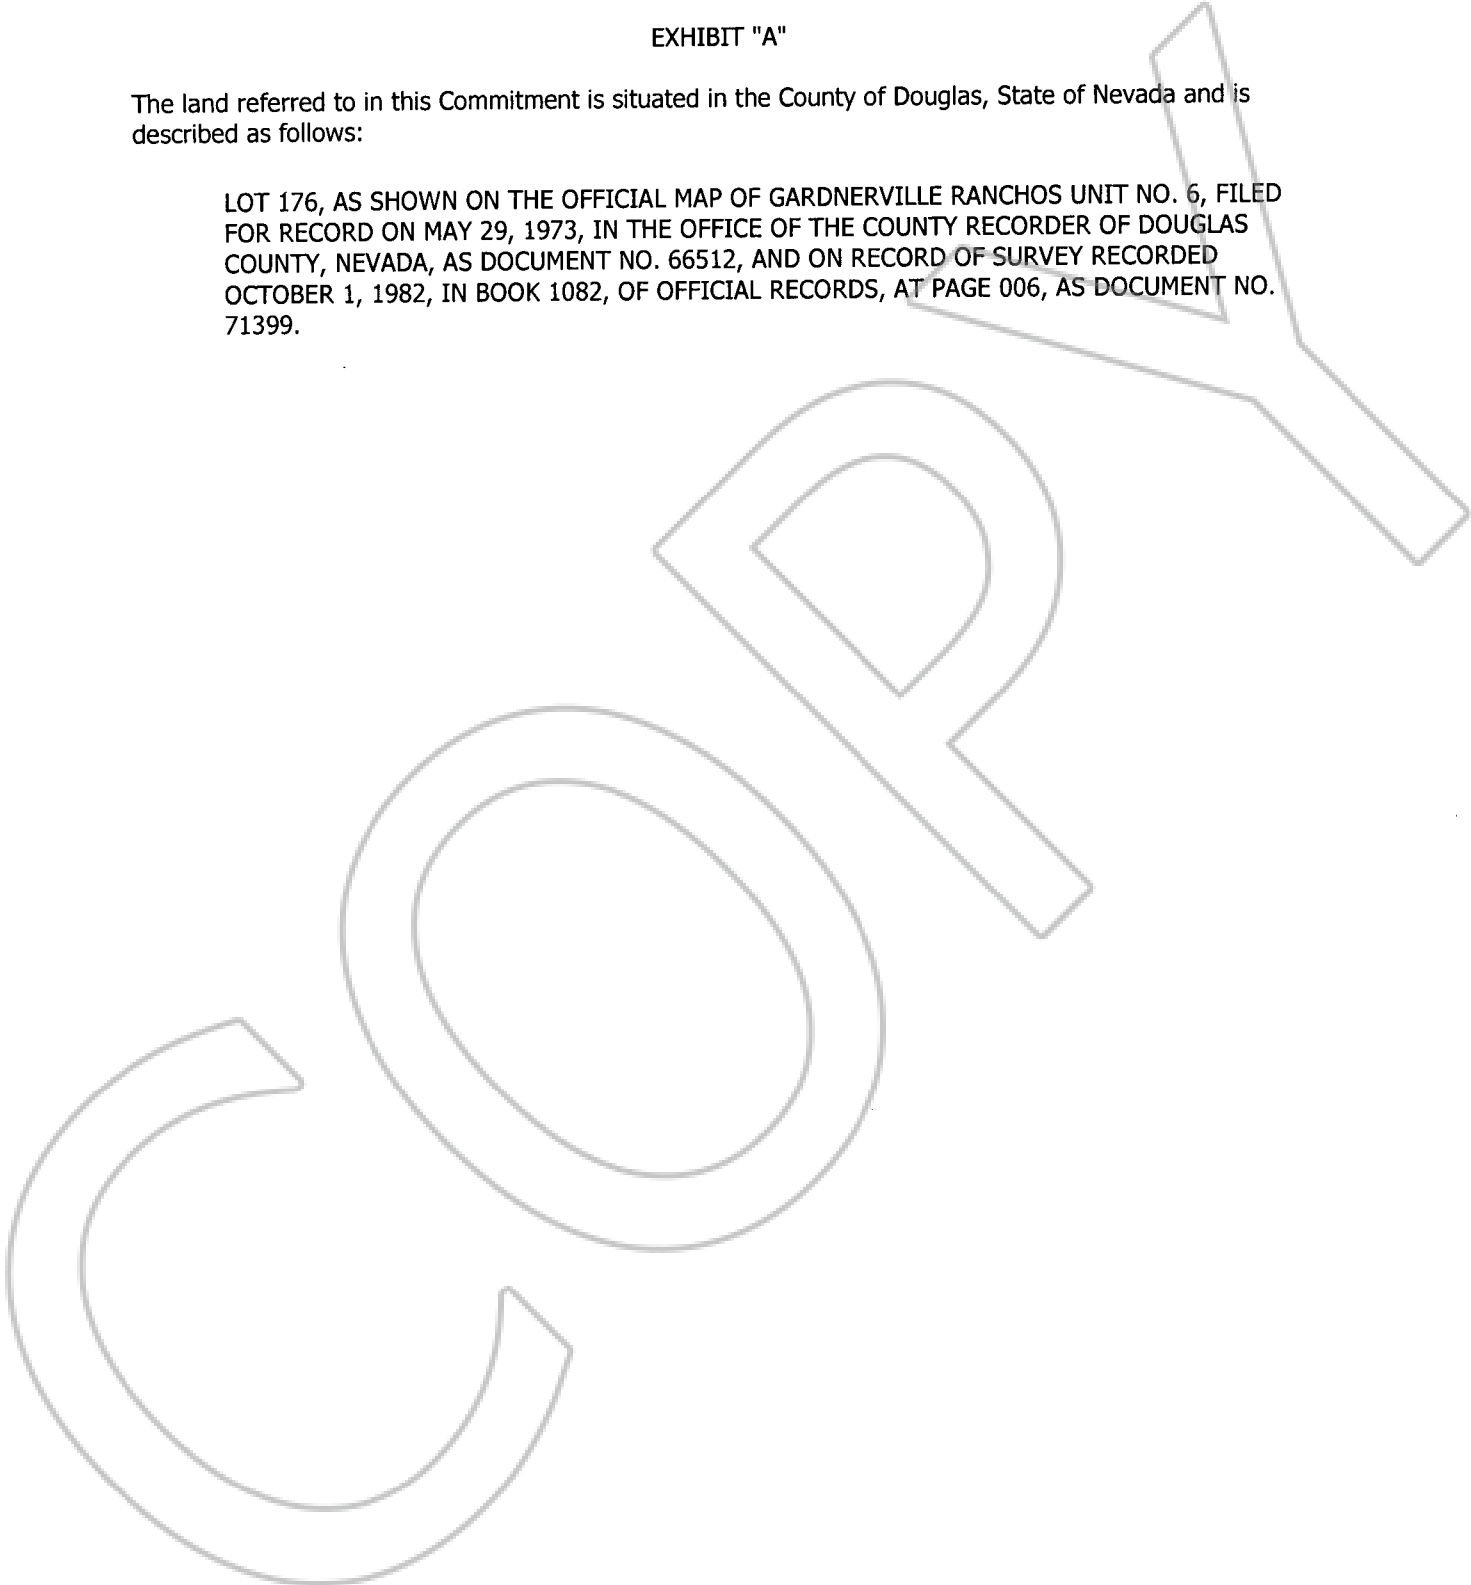 EXHIBIT "A"
The land referred to in this Commitment is situated in the County of Douglas, State of Nevada and is
described as follows:
LOT 176, AS SHOWN ON THE OFFICIAL MAP OF GARDNERVILLE RANCHOS UNIT NO. 6, FILED
FOR RECORD ON MAY 29, 1973, IN THE OFFICE OF THE COUNTY RECORDER OF DOUGLAS
COUNTY, NEVADA, AS DOCUMENT NO. 66512, AND ON RECORD OF SURVEY RECORDED
OCTOBER 1, 1982, IN BOOK 1082, OF OFFICIAL RECORDS, AT PAGE 006, AS DOCUMENT NO.
71399.
COPY